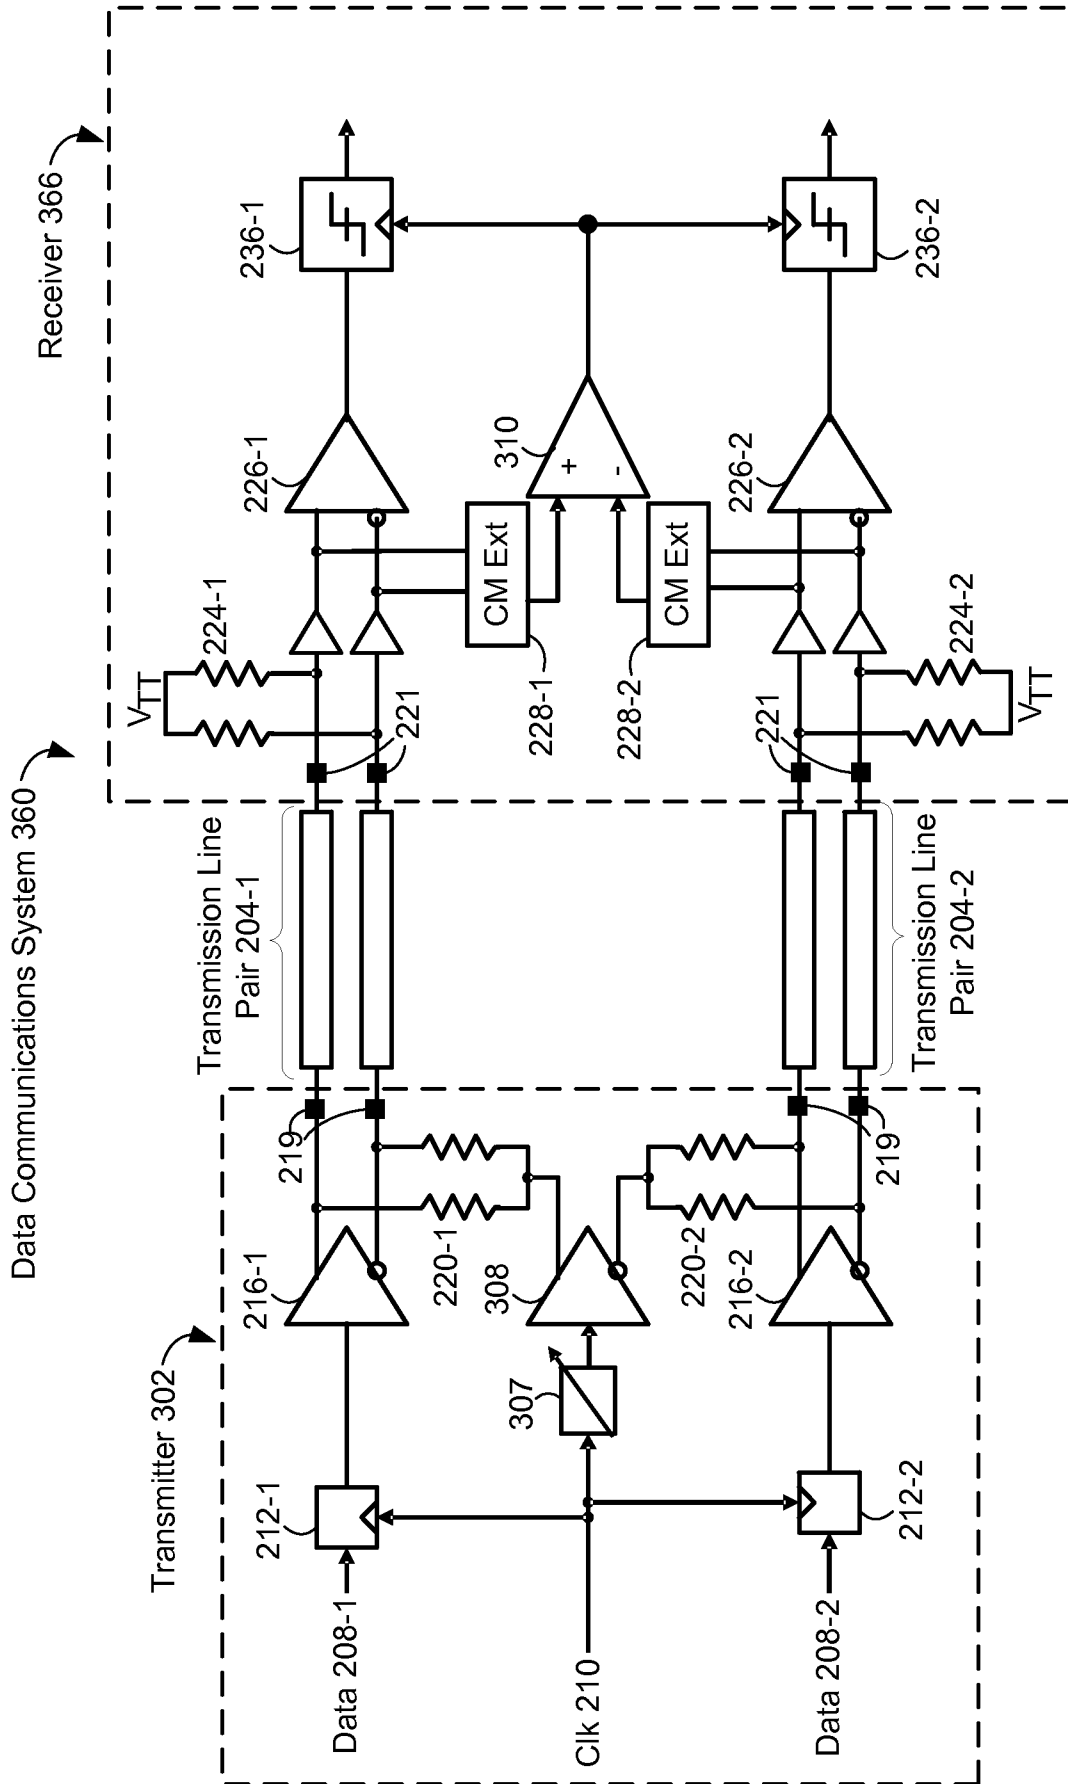 Data Communications System 360
Transmitter 302
Receiver 366
Data 208-1
212-1
216-1
219
Transmission Line
Pair 204-1
221
VTT
224-1
226-1
236-1
220-1
228-1
CM Ext
Clk 210
307
308
310
+
-
220-2
228-2
CM Ext
Data 208-2
212-2
216-2
219
Transmission Line
Pair 204-2
221
VTT
224-2
226-2
236-2